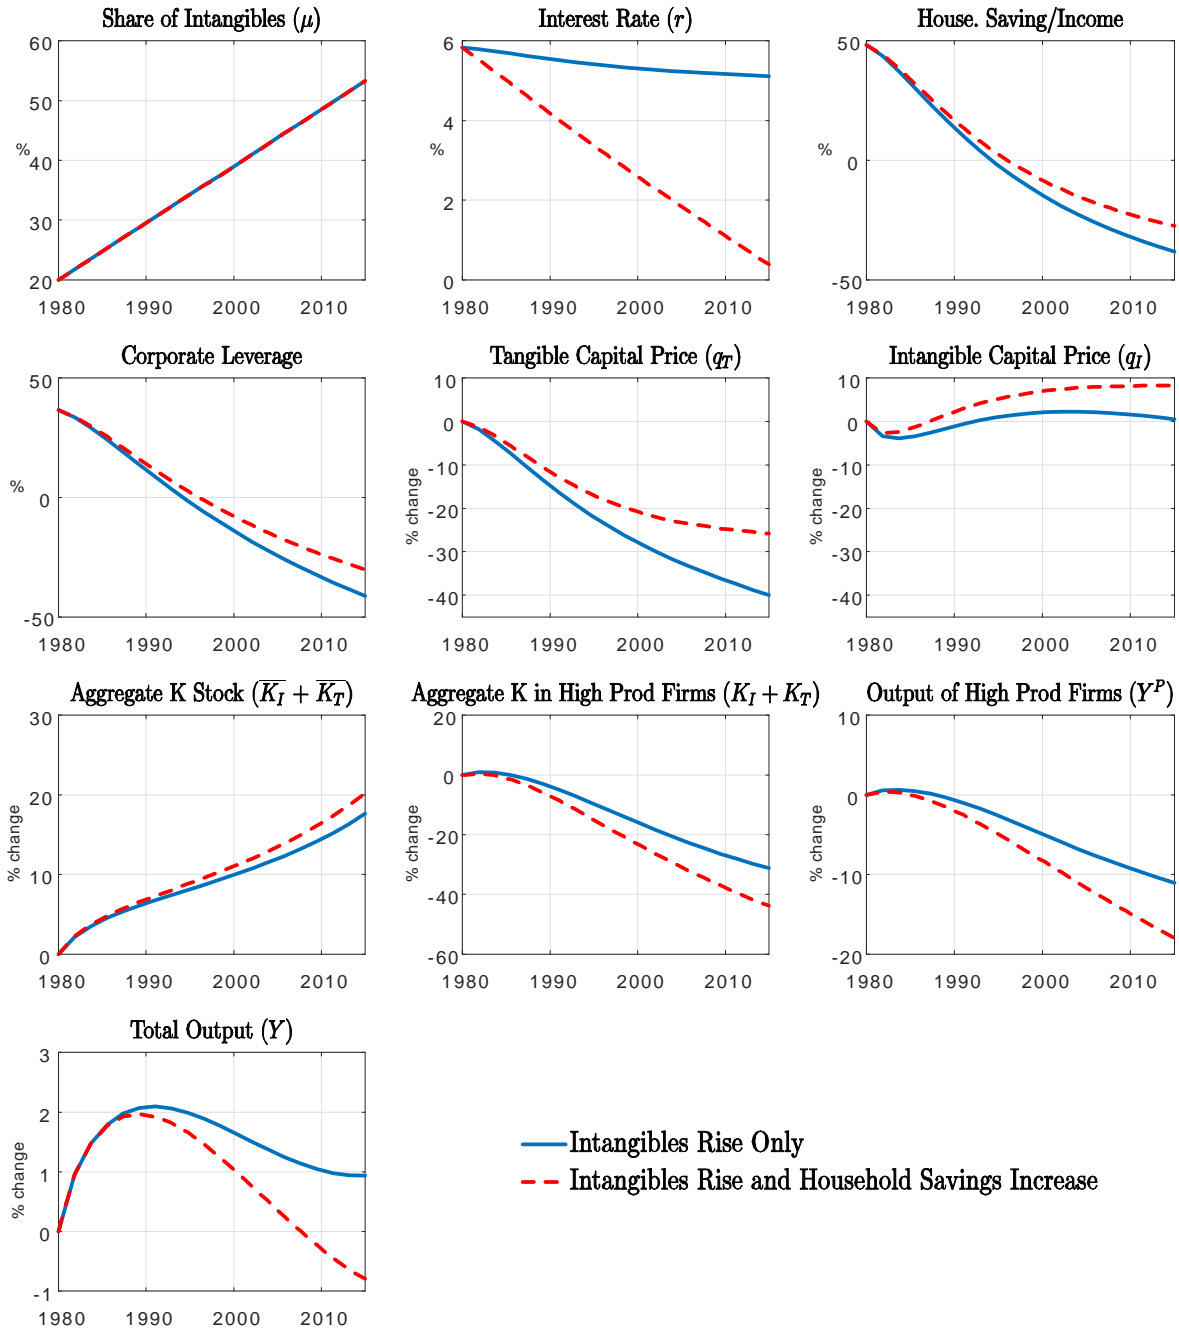 Share of Intangibles (μ)
60
50
40
30
20
%
1980 1990 2000 2010
Interest Rate (r)
6
4
2
0
%
1980 1990 2000 2010
House. Saving/Income
50
0
-50
%
1980 1990 2000 2010
Corporate Leverage
50
0
-50
%
1980 1990 2000 2010
Tangible Capital Price (q_T)
10
0
-10
-20
-30
-40
% change
1980 1990 2000 2010
Intangible Capital Price (q_I)
10
0
-10
-20
-30
-40
% change
1980 1990 2000 2010
Aggregate K Stock (K̅_I̅ + K̅_T̅)
30
20
10
0
% change
1980 1990 2000 2010
Aggregate K in High Prod Firms (K_I + K_T)
20
0
-20
-40
-60
% change
1980 1990 2000 2010
Output of High Prod Firms (Y^P)
10
0
-10
-20
% change
1980 1990 2000 2010
Total Output (Y)
3
2
1
0
-1
% change
1980 1990 2000 2010
Intangibles Rise Only
Intangibles Rise and Household Savings Increase